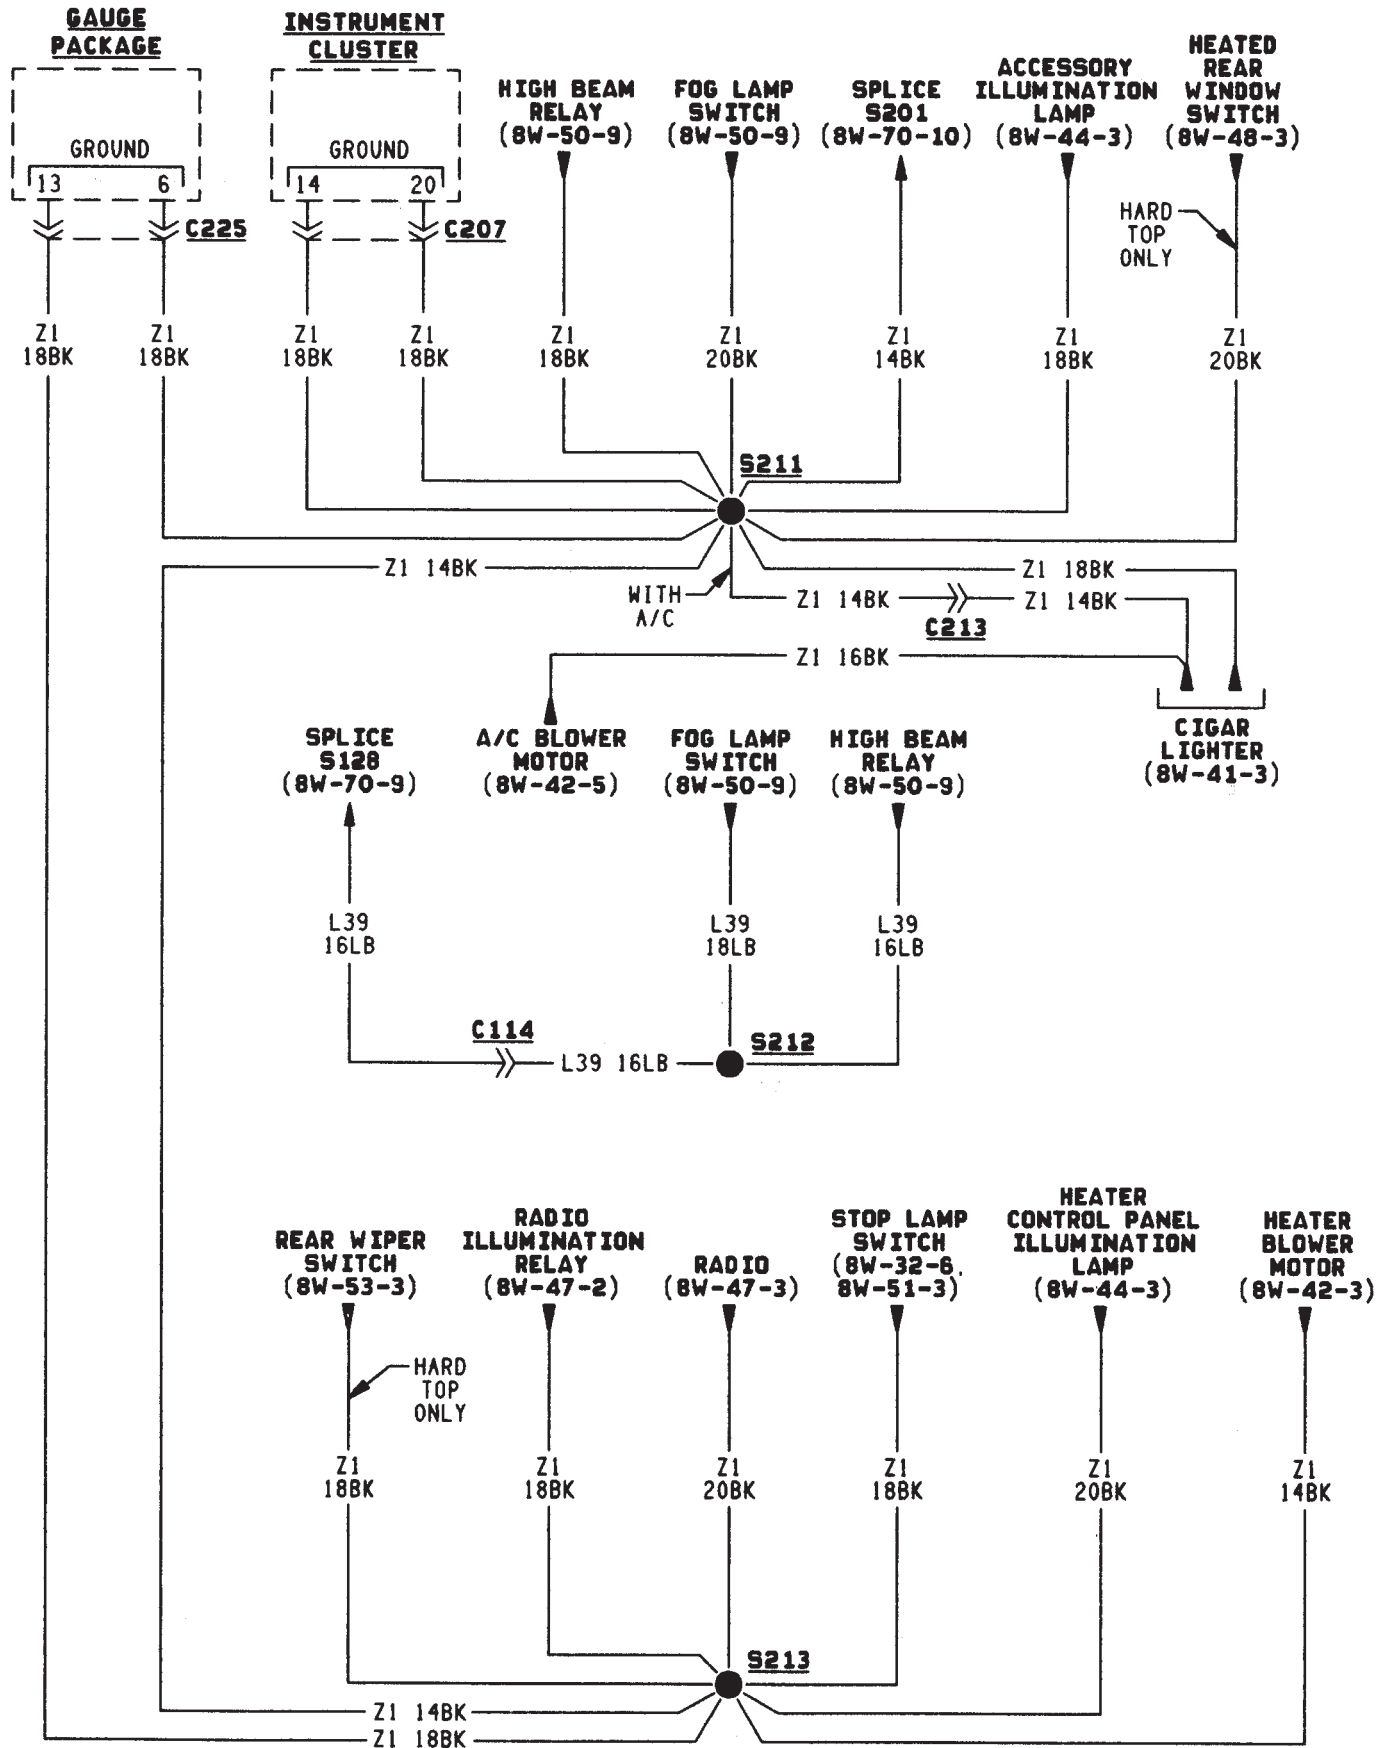 GAUGE
PACKAGE
INSTRUMENT
CLUSTER
HIGH BEAM
RELAY
(8W-50-9)
FOG LAMP
SWITCH
(8W-50-9)
SPLICE
S201
(8W-70-10)
ACCESSORY
ILLUMINATION
LAMP
(8W-44-3)
HEATED
REAR
WINDOW
SWITCH
(8W-48-3)
GROUND
13 6
GROUND
14 20
C225
C207
HARD
TOP
ONLY
Z1
18BK
Z1
18BK
Z1
18BK
Z1
18BK
Z1
18BK
Z1
20BK
Z1
14BK
Z1
18BK
Z1
20BK
S211
Z1 14BK
Z1 18BK
WITH
A/C
Z1 14BK
Z1 14BK
C213
Z1 16BK
CIGAR
LIGHTER
(8W-41-3)
SPLICE
S128
(8W-70-9)
A/C BLOWER
MOTOR
(8W-42-5)
FOG LAMP
SWITCH
(8W-50-9)
HIGH BEAM
RELAY
(8W-50-9)
L39
16LB
L39
18LB
L39
16LB
C114
S212
L39 16LB
REAR WIPER
SWITCH
(8W-53-3)
RADIO
ILLUMINATION
RELAY
(8W-47-2)
RADIO
(8W-47-3)
STOP LAMP
SWITCH
(8W-32-6,
8W-51-3)
HEATER
CONTROL PANEL
ILLUMINATION
LAMP
(8W-44-3)
HEATER
BLOWER
MOTOR
(8W-42-3)
HARD
TOP
ONLY
Z1
18BK
Z1
18BK
Z1
20BK
Z1
18BK
Z1
20BK
Z1
14BK
S213
Z1 14BK
Z1 18BK